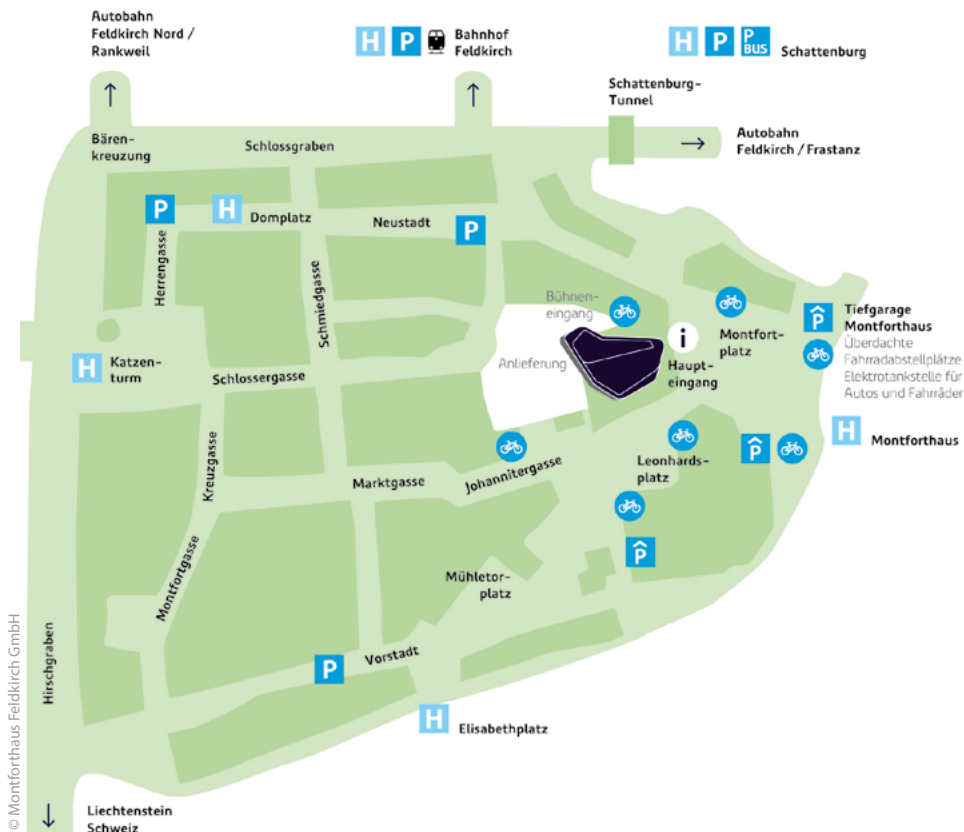 Autobahn
Feldkirch Nord /
Rankweil
H P Bahnhof
Feldkirch
H P P
BUS Schattenburg
Schattenburg-
Tunnel
Bären-
kreuzung
Schlossgraben
Autobahn
Feldkirch / Frastanz
P
H
Domplatz
Neustadt
P
Herrengasse
Schmiedgasse
Bühnen-
eingang
i
Montfort-
platz
P
Tiefgarage
Montforthaus
Überdachte
Fahrradabstellplätze
Elektrotankstelle für
Autos und Fahrräder
H
Katzen-
turm
Schlossergasse
Anlieferung
Haupt-
eingang
H
Montforthaus
Kreuzgasse
Marktgasse
Johannitergasse
Leonhards-
platz
P
P
Montfortgasse
Mühletor-
platz
Hirschgraben
P
Vorstadt
H
Elisabethplatz
Liechtenstein
Schweiz
© Montforthaus Feldkirch GmbH